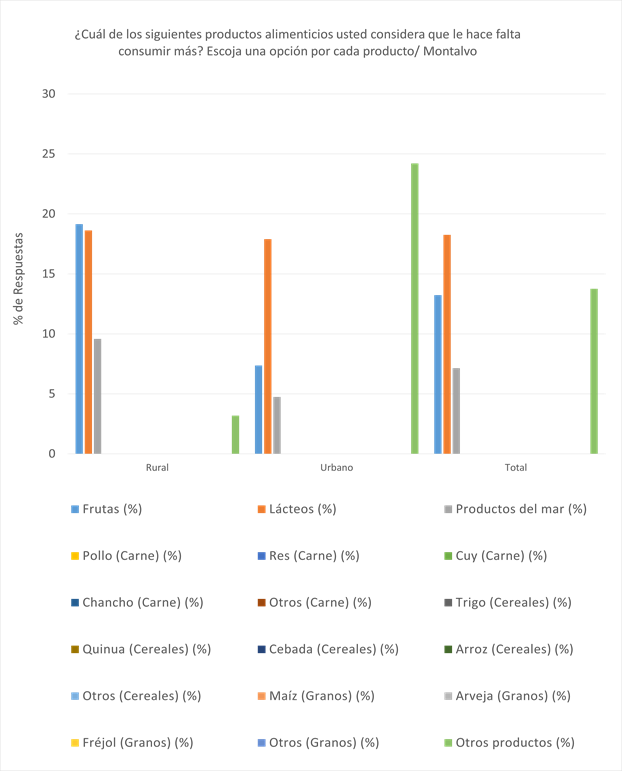 ¿Cuál de los siguientes productos alimenticios usted considera que le hace falta
consumir más? Escoja una opción por cada producto/ Montalvo
30
25
20
15
10
5
0
% de Respuestas
Rural
Urbano
Total
Frutas (%)
Lácteos (%)
Productos del mar (%)
Pollo (Carne) (%)
Res (Carne) (%)
Cuy (Carne) (%)
Chancho (Carne) (%)
Otros (Carne) (%)
Trigo (Cereales) (%)
Quinua (Cereales) (%)
Cebada (Cereales) (%)
Arroz (Cereales) (%)
Otros (Cereales) (%)
Maíz (Granos) (%)
Arveja (Granos) (%)
Fréjol (Granos) (%)
Otros (Granos) (%)
Otros productos (%)